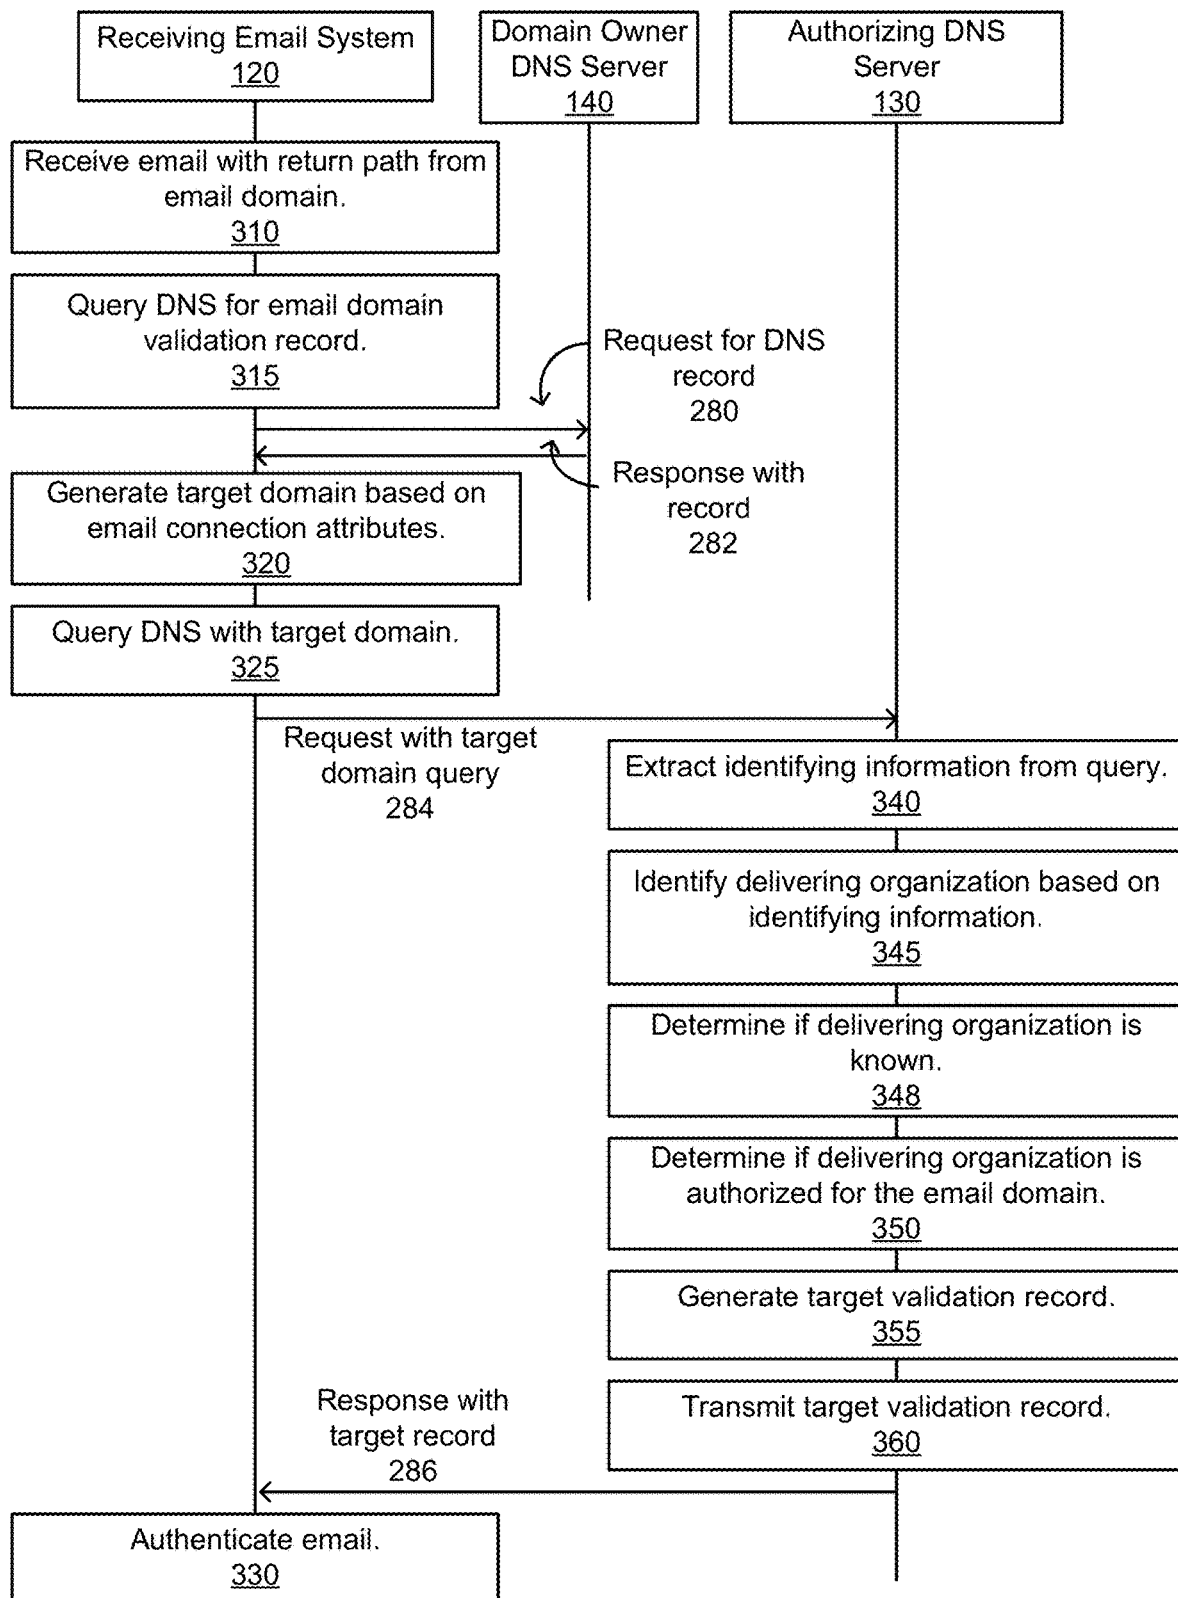 Receiving Email System
120
Domain Owner
DNS Server
140
Authorizing DNS
Server
130
Receive email with return path from
email domain.
310
Query DNS for email domain
validation record.
315
Request for DNS
record
280
Response with
record
282
Generate target domain based on
email connection attributes.
320
Query DNS with target domain.
325
Request with target
domain query
284
Extract identifying information from query.
340
Identify delivering organization based on
identifying information.
345
Determine if delivering organization is
known.
348
Determine if delivering organization is
authorized for the email domain.
350
Generate target validation record.
355
Transmit target validation record.
360
Response with
target record
286
Authenticate email.
330